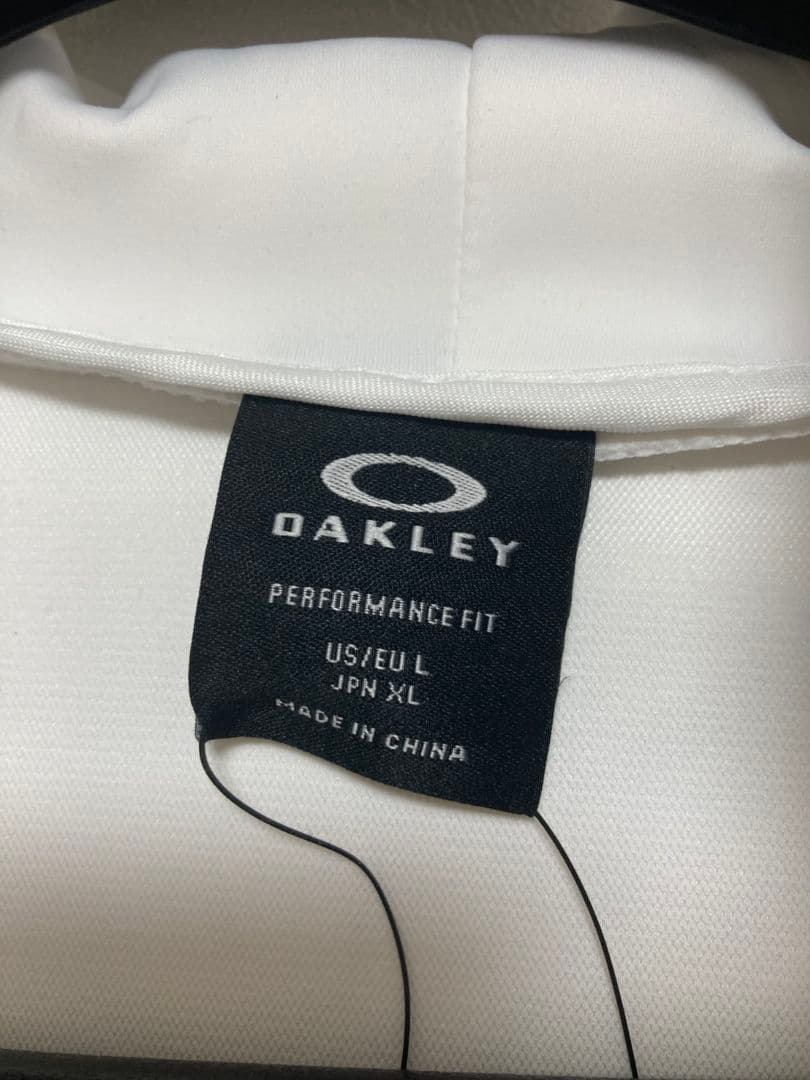 OAKLEY
PERFORMANCE FIT
US/EU L
JPN XL
MADE IN CHINA